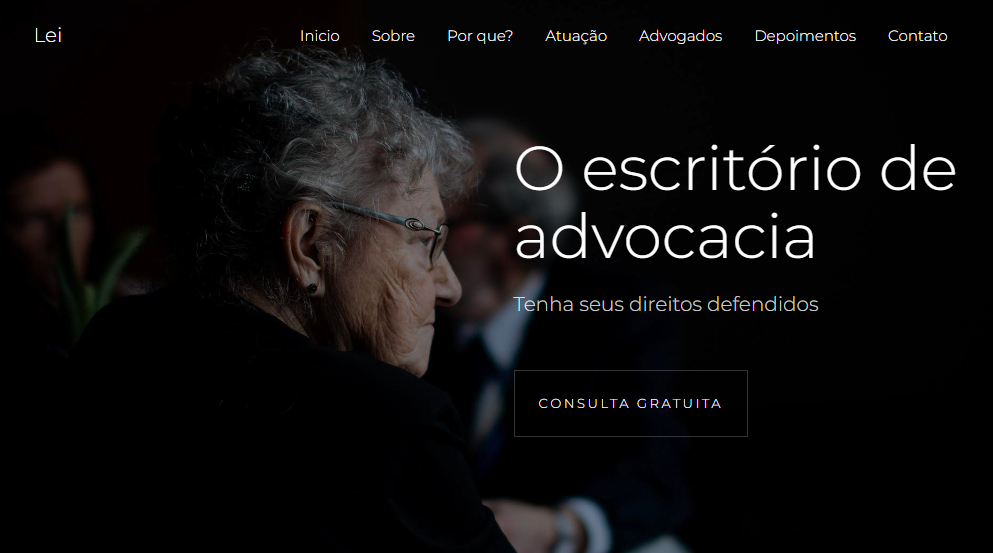 Lei
Inicio Sobre Por que? Atuação Advogados Depoimentos Contato
O escritório de
advocacia
Tenha seus direitos defendidos
CONSULTA GRATUITA